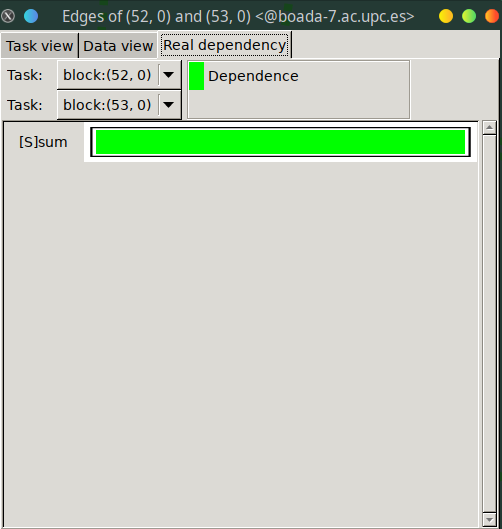 Edges of (52, 0) and (53, 0) <@boada-7.ac.upc.es>
Task view Data view Real dependency
Task: block:(52, 0) Dependence
Task: block:(53, 0)
[S]sum